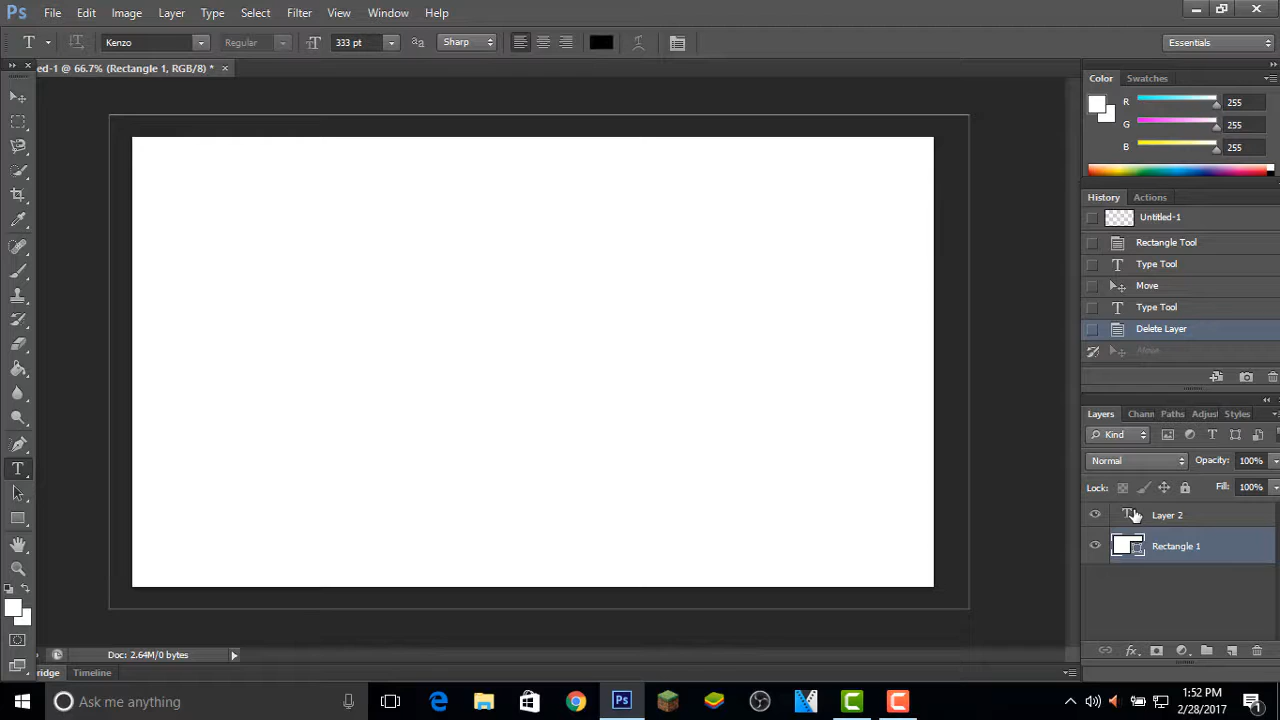 Ps File Edit Image Layer Type Select Filter View Window Help
T T Kenzo Regular T 333 pt aa Sharp Essentials
ed-1 @ 66.7% (Rectangle 1, RGB/8) * ×
Color Swatches
R 255
G 255
B 255
History Actions
Untitled-1
Rectangle Tool
T Type Tool
Move
T Type Tool
Delete Layer
Move
Layers Chann Paths Adjust Styles
Kind T
Normal Opacity: 100%
Lock: Fill: 100%
T Layer 2
Rectangle 1
T
fx
Doc: 2.64M/0 bytes
ridge Timeline
Ask me anything
Ps
1:52 PM
2/28/2017
1